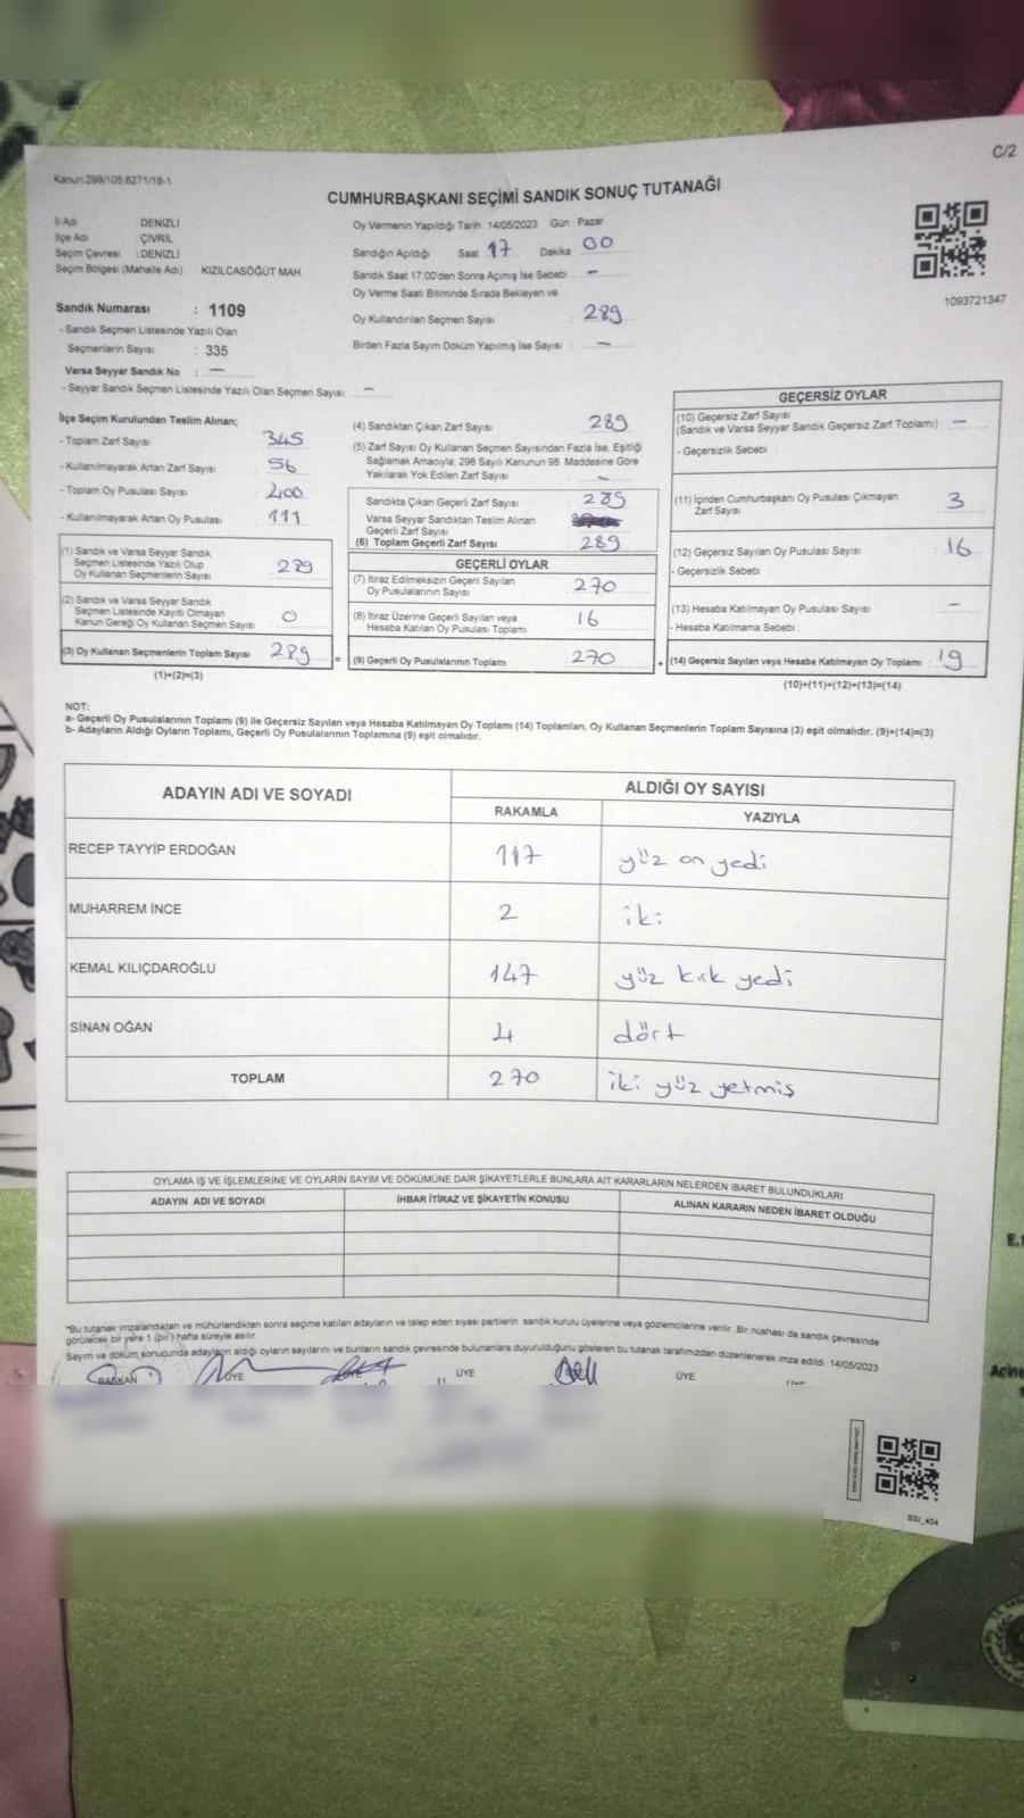 C/2
Kanun:298/105.6271/18-1
CUMHURBAŞKANI SEÇİMİ SANDIK SONUÇ TUTANAĞI
İl Adı DENİZLİ
İlçe Adı ÇİVRİL
Seçim Çevresi : DENİZLİ
Seçim Bölgesi (Mahalle Adı) KIZILCASÖĞÜT MAH.
Oy Vermenin Yapıldığı Tarih :14/05/2023 Gün : Pazar
Sandığın Açıldığı Saat 17 Dakika 00
Sandık Saat 17:00'den Sonra Açımış İse Sebebi –
Oy Verme Saati Bitiminde Sırada Bekleyen ve
Oy Kullandırılan Seçmen Sayısı 289
Birden Fazla Sayım Döküm Yapılmış İse Sayısı –
1093721347
Sandık Numarası : 1109
- Sandık Seçmen Listesinde Yazılı Olan
Seçmenlerin Sayısı : 335
Varsa Seyyar Sandık No : –
- Seyyar Sandık Seçmen Listesinde Yazılı Olan Seçmen Sayısı –
İlçe Seçim Kurulundan Teslim Alınan;
- Toplam Zarf Sayısı 345
- Kullanılmayarak Artan Zarf Sayısı 56
- Toplam Oy Pusulası Sayısı 400
- Kullanılmayarak Artan Oy Pusulası 111
(1) Sandık ve Varsa Seyyar Sandık
Seçmen Listesinde Yazılı Olup
Oy Kullanan Seçmenlerin Sayısı 289
(2) Sandık ve Varsa Seyyar Sandık
Seçmen Listesinde Kayıtlı Olmayan
Kanun Gereği Oy Kullanan Seçmen Sayısı 0
(3) Oy Kullanan Seçmenlerin Toplam Sayısı 289
(1)+(2)=(3)
(4) Sandıktan Çıkan Zarf Sayısı 289
(5) Zarf Sayısı Oy Kullanan Seçmen Sayısından Fazla İse, Eşitliği
Sağlamak Amacıyla; 298 Sayılı Kanunun 98. Maddesine Göre
Yakılarak Yok Edilen Zarf Sayısı –
Sandıkta Çıkan Geçerli Zarf Sayısı 289
Varsa Seyyar Sandıktan Teslim Alınan
Geçerli Zarf Sayısı
(6) Toplam Geçerli Zarf Sayısı 289
GEÇERLİ OYLAR
(7) İtiraz Edilmeksizin Geçerli Sayılan
Oy Pusulalarının Sayısı 270
(8) İtiraz Üzerine Geçerli Sayılan veya
Hesaba Katılan Oy Pusulası Toplamı 16
= (9) Geçerli Oy Pusulalarının Toplamı 270
GEÇERSİZ OYLAR
(10) Geçersiz Zarf Sayısı
(Sandık ve Varsa Seyyar Sandık Geçersiz Zarf Toplamı) –
- Geçersizlik Sebebi
(11) İçinden Cumhurbaşkanı Oy Pusulası Çıkmayan
Zarf Sayısı 3
(12) Geçersiz Sayılan Oy Pusulası Sayısı 16
- Geçersizlik Sebebi
(13) Hesaba Katılmayan Oy Pusulası Sayısı –
- Hesaba Katılmama Sebebi :
+ (14) Geçersiz Sayılan veya Hesaba Katılmayan Oy Toplamı 19
(10)+(11)+(12)+(13)=(14)
NOT:
a- Geçerli Oy Pusulalarının Toplamı (9) ile Geçersiz Sayılan veya Hesaba Katılmayan Oy Toplamı (14) Toplamları, Oy Kullanan Seçmenlerin Toplam Sayısına (3) eşit olmalıdır. (9)+(14)=(3)
b- Adayların Aldığı Oyların Toplamı, Geçerli Oy Pusulalarının Toplamına (9) eşit olmalıdır.
ADAYIN ADI VE SOYADI ALDIĞI OY SAYISI
RAKAMLA YAZIYLA
RECEP TAYYİP ERDOĞAN 117 yüz on yedi
MUHARREM İNCE 2 iki
KEMAL KILIÇDAROĞLU 147 yüz kırk yedi
SİNAN OĞAN 4 dört
TOPLAM 270 iki yüz yetmiş
OYLAMA İŞ VE İŞLEMLERİNE VE OYLARIN SAYIM VE DÖKÜMÜNE DAİR ŞİKAYETLERLE BUNLARA AİT KARARLARIN NELERDEN İBARET BULUNDUKLARI
ADAYIN ADI VE SOYADI İHBAR İTİRAZ VE ŞİKAYETİN KONUSU ALINAN KARARIN NEDEN İBARET OLDUĞU
*Bu tutanak imzalandıktan ve mühürlendikten sonra seçime katılan adayların ve talep eden siyasi partilerin sandık kurulu üyelerine veya gözlemcilerine verilir. Bir nüshası da sandık çevresinde
görülecek bir yere 1 (bir) hafta süreyle asılır.
Sayım ve döküm sonucunda adayların aldığı oyların sayılarını ve bunların sandık çevresinde bulunanlara duyurulduğunu gösteren bu tutanak tarafımızdan düzenlenerek imza edildi. 14/05/2023
BAŞKAN ÜYE ÜYE ÜYE